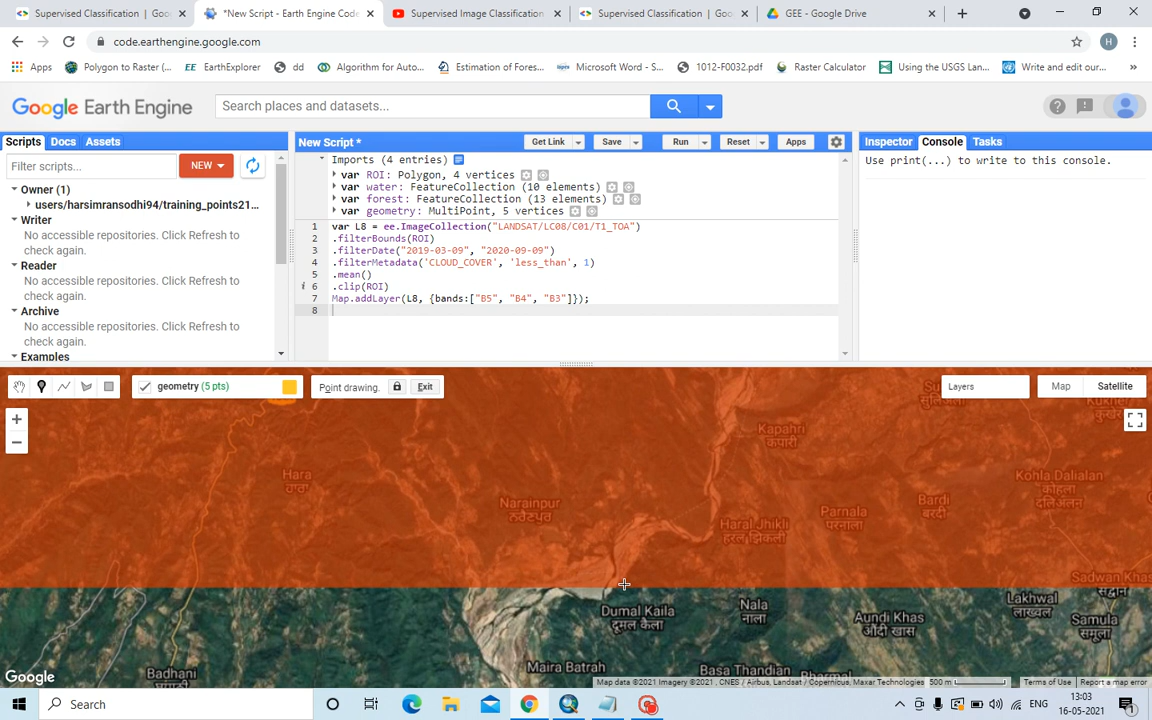 Supervised Classification | Goo
*New Script - Earth Engine Code
Supervised Image Classification
Supervised Classification | Goo
GEE - Google Drive
code.earthengine.google.com
H
Apps
Polygon to Raster (...
EE EarthExplorer
dd
Algorithm for Auto...
Estimation of Fores...
Microsoft Word - S...
1012-F0032.pdf
Raster Calculator
Using the USGS Lan...
Write and edit our...
Google Earth Engine
Search places and datasets...
Scripts Docs Assets
New Script *
Get Link Save Run Reset Apps
Inspector Console Tasks
Filter scripts...
NEW
Owner (1)
users/harsimransodhi94/training_points21...
Writer
No accessible repositories. Click Refresh to
check again.
Reader
No accessible repositories. Click Refresh to
check again.
Archive
No accessible repositories. Click Refresh to
check again.
Examples
Imports (4 entries)
var ROI: Polygon, 4 vertices
var water: FeatureCollection (10 elements)
var forest: FeatureCollection (13 elements)
var geometry: MultiPoint, 5 vertices
1 var L8 = ee.ImageCollection("LANDSAT/LC08/C01/T1_TOA")
2 .filterBounds(ROI)
3 .filterDate("2019-03-09", "2020-09-09")
4 .filterMetadata('CLOUD_COVER', 'less_than', 1)
5 .mean()
i 6 .clip(ROI)
7 Map.addLayer(L8, {bands:["B5", "B4", "B3"]});
8
Use print(...) to write to this console.
geometry (5 pts)
Point drawing.
Exit
Layers
Map
Satellite
Kapahri
कपारी
Hara
ਹਾਰਾ
Narainpur
ਨਰੈਣਪੁਰ
Haral Jhikli
हरल झिकली
Parnala
परनाला
Bardi
बरदी
Kohla Dalialan
Sadwan Khas
Dumal Kaila
दूमल कैला
Nala
नाला
Aundi Khas
औंदी खास
Lakhwal
लाखवाल
Samula
समूला
Badhani
Maira Batrah
Basa Thandian
Google
Map data ©2021 Imagery ©2021 , CNES / Airbus, Landsat / Copernicus, Maxar Technologies
500 m
Terms of Use
Report a map error
Search
ENG
13:03
16-05-2021
1